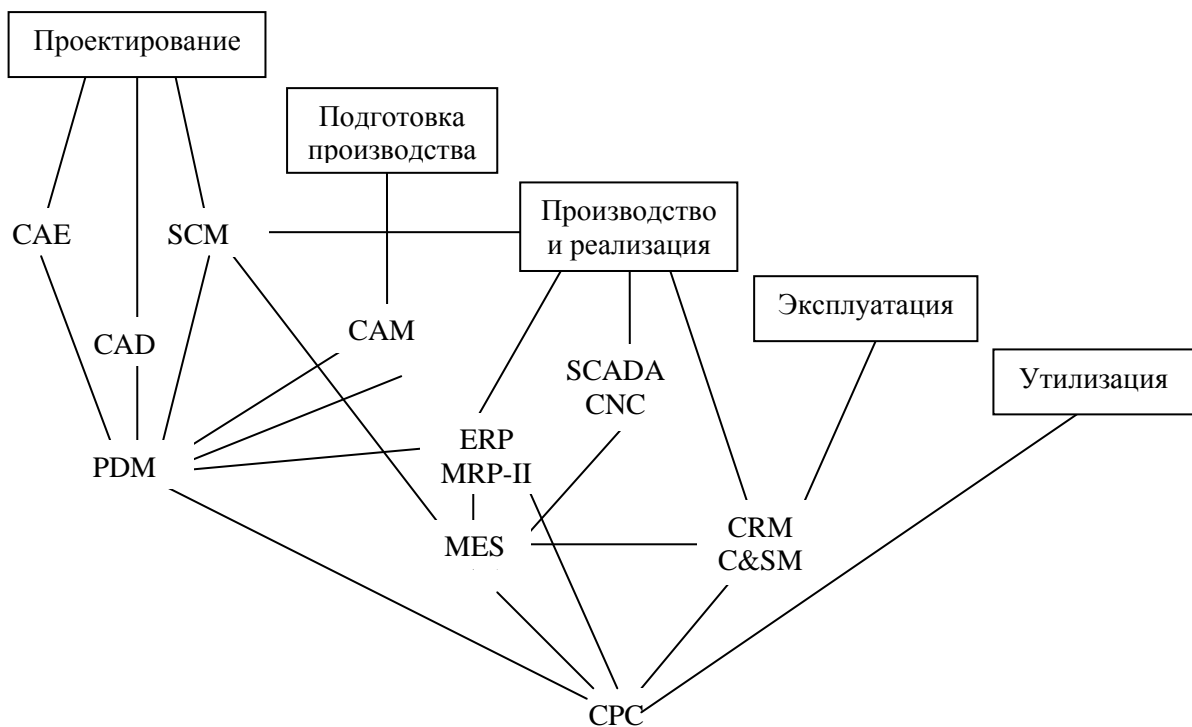 Проектирование
Подготовка
производства
Производство
и реализация
CAE
SCM
Эксплуатация
CAM
CAD
SCADA
CNC
Утилизация
ERP
MRP-II
PDM
CRM
C&SM
MES
CPC